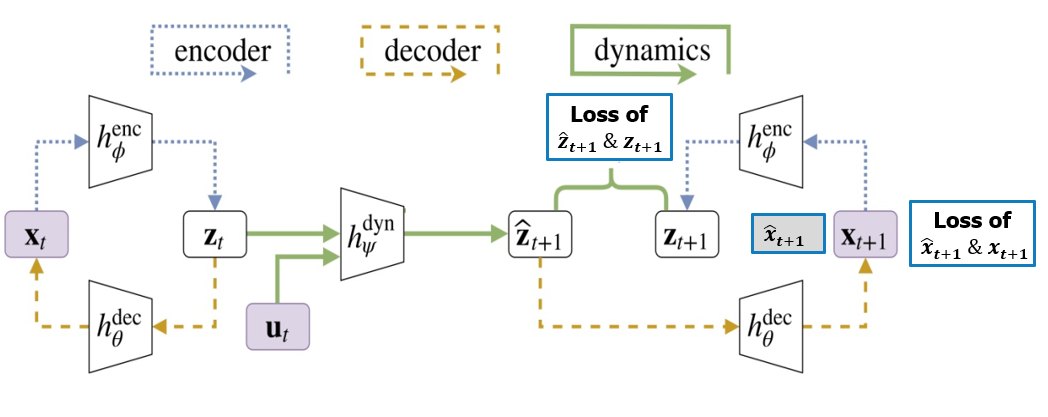 encoder
decoder
dynamics
Loss of
ẑ_{t+1} & z_{t+1}
h_ϕ^{enc}
h_ϕ^{enc}
x_t
z_t
h_ψ^{dyn}
ẑ_{t+1}
z_{t+1}
x̂_{t+1}
x_{t+1}
Loss of
x̂_{t+1} & x_{t+1}
h_θ^{dec}
u_t
h_θ^{dec}